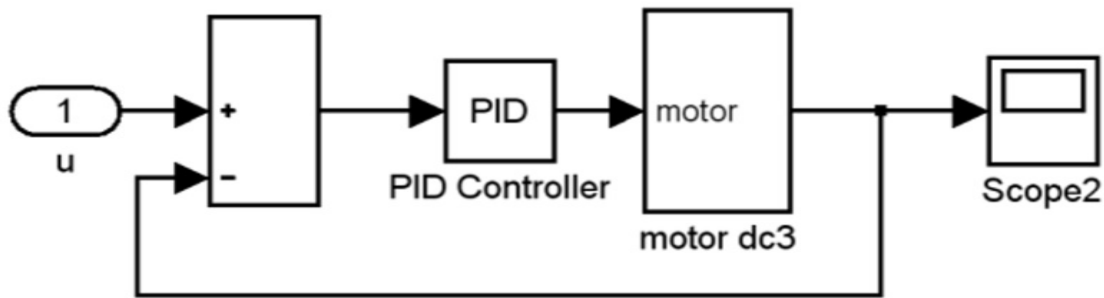 1
u
+
−
PID
PID Controller
motor
motor dc3
Scope2